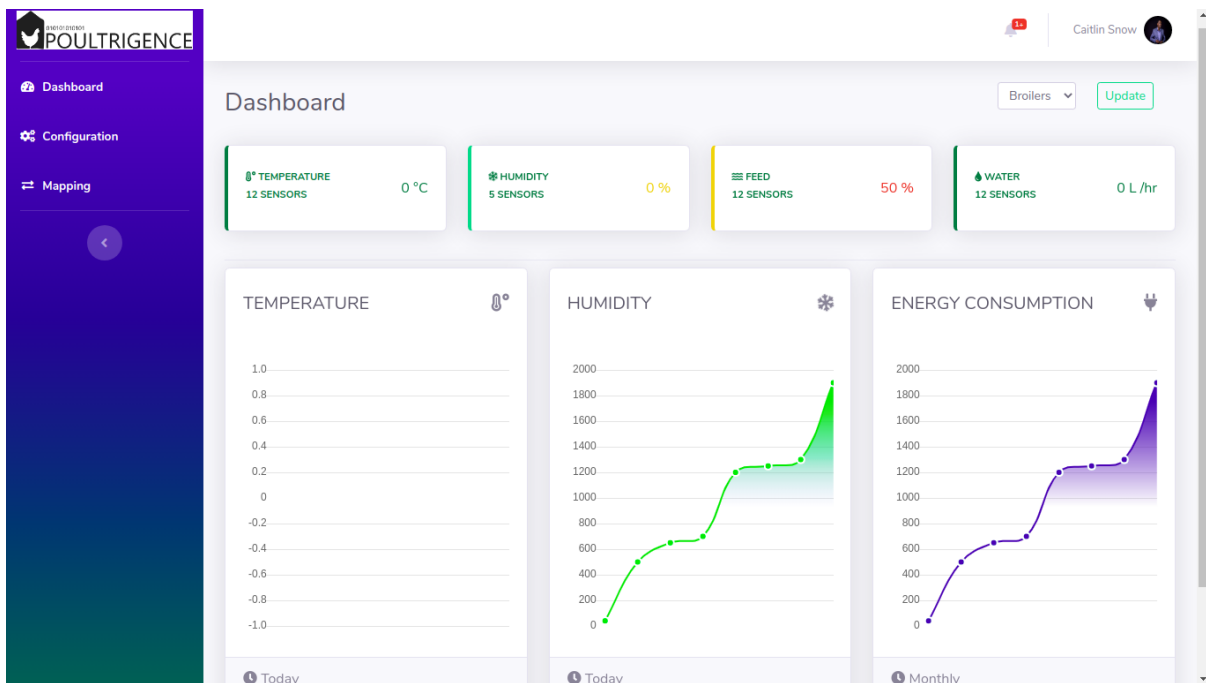 010101010101
POULTRIGENCE
1+
Caitlin Snow
Dashboard
Configuration
Mapping
Dashboard
Broilers
Update
TEMPERATURE
12 SENSORS
0 °C
HUMIDITY
5 SENSORS
0 %
FEED
12 SENSORS
50 %
WATER
12 SENSORS
0 L /hr
TEMPERATURE
1.0
0.8
0.6
0.4
0.2
0
-0.2
-0.4
-0.6
-0.8
-1.0
Today
HUMIDITY
2000
1800
1600
1400
1200
1000
800
600
400
200
0
Today
ENERGY CONSUMPTION
2000
1800
1600
1400
1200
1000
800
600
400
200
0
Monthly